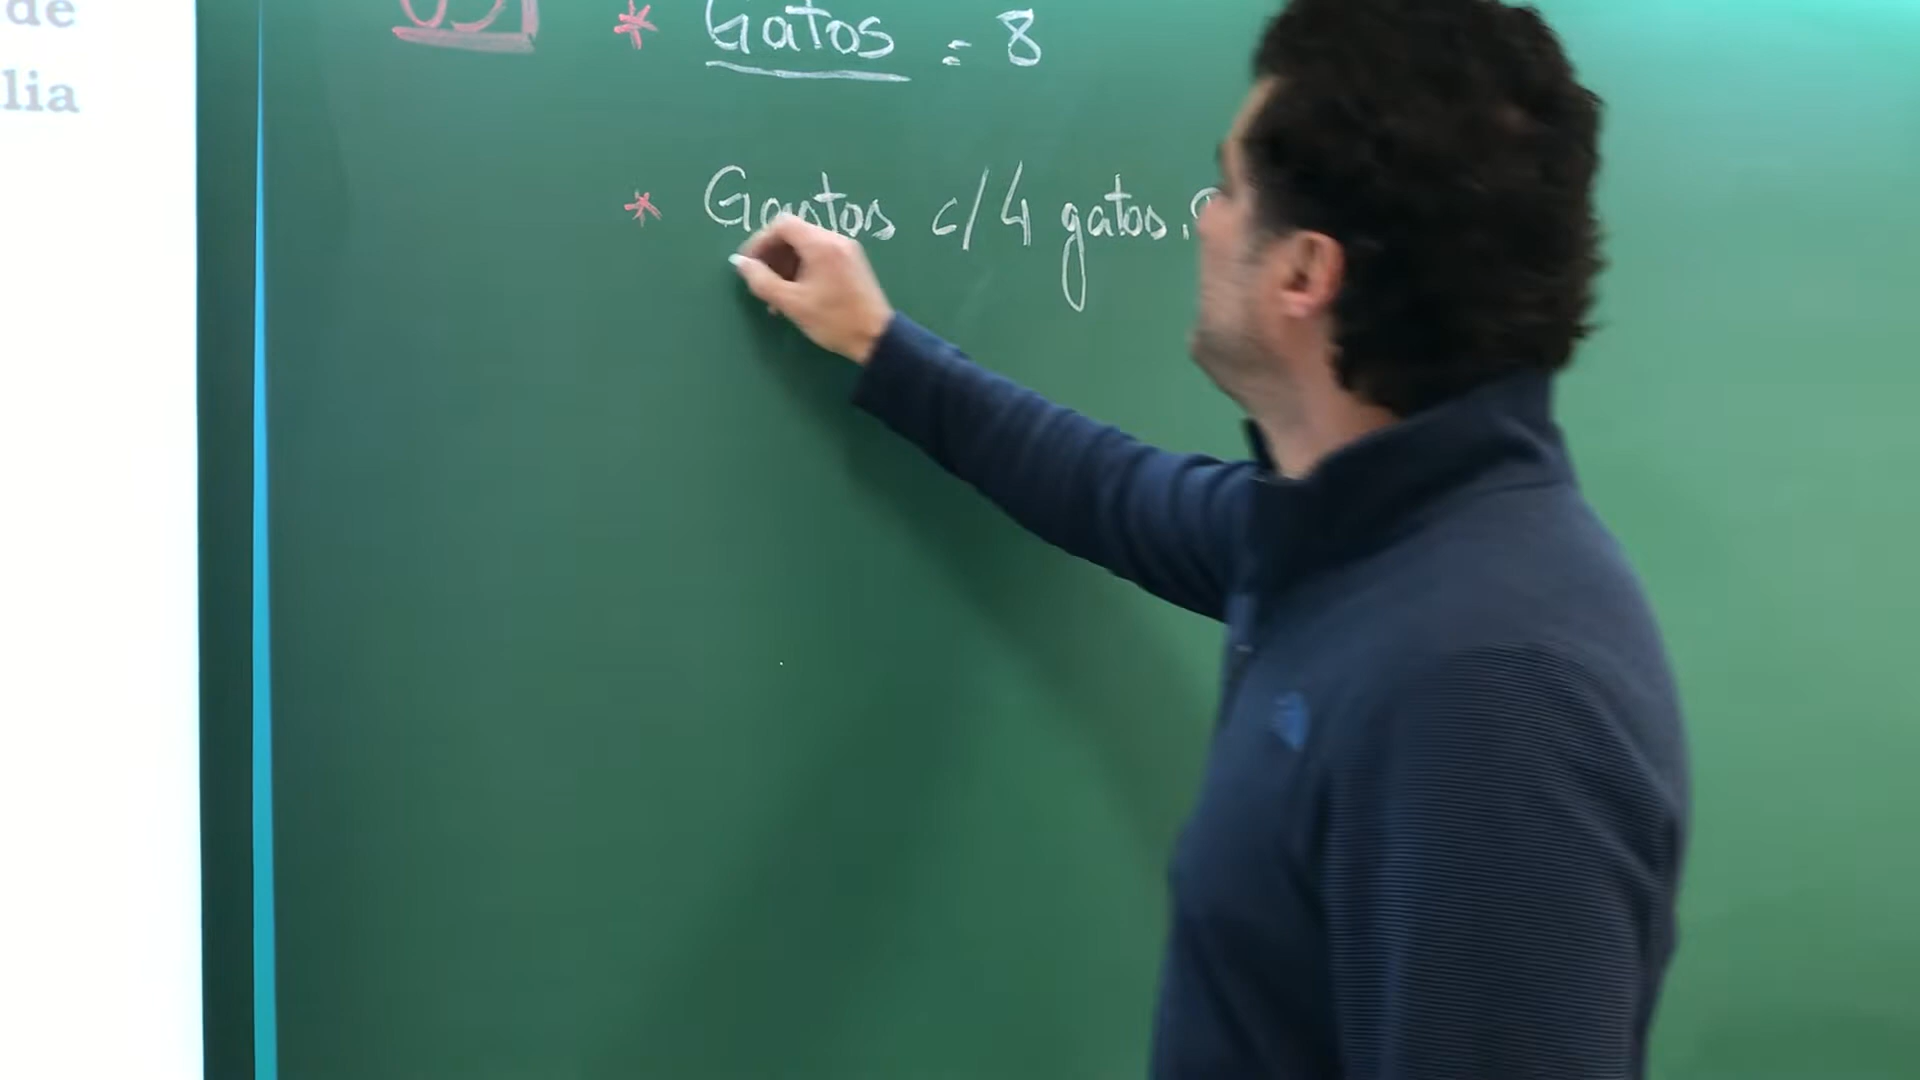 de
lia
* Gatos = 8
* Gastos c/ 4 gatos.